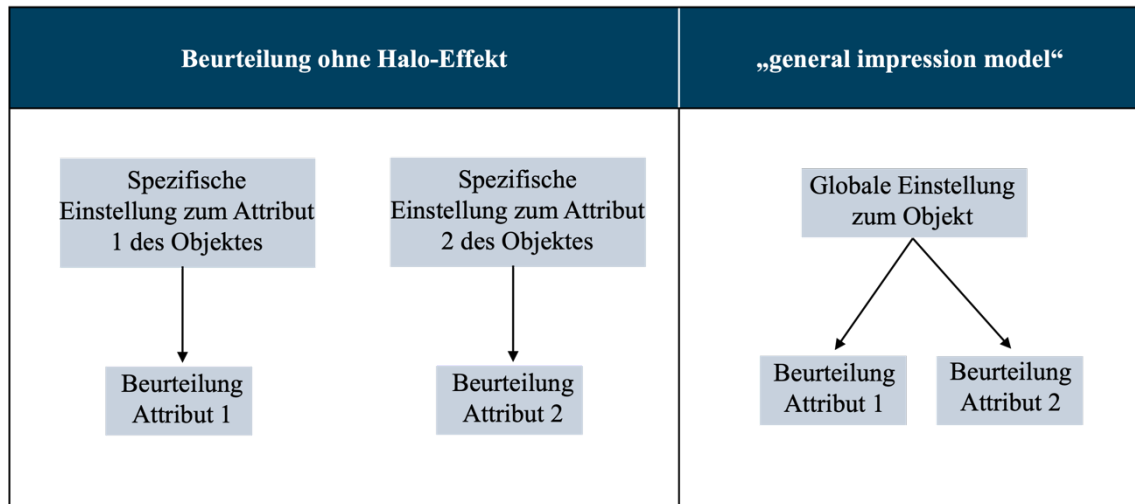 Beurteilung ohne Halo-Effekt
„general impression model“
Spezifische
Einstellung zum Attribut
1 des Objektes
Spezifische
Einstellung zum Attribut
2 des Objektes
Globale Einstellung
zum Objekt
Beurteilung
Attribut 1
Beurteilung
Attribut 2
Beurteilung
Attribut 1
Beurteilung
Attribut 2